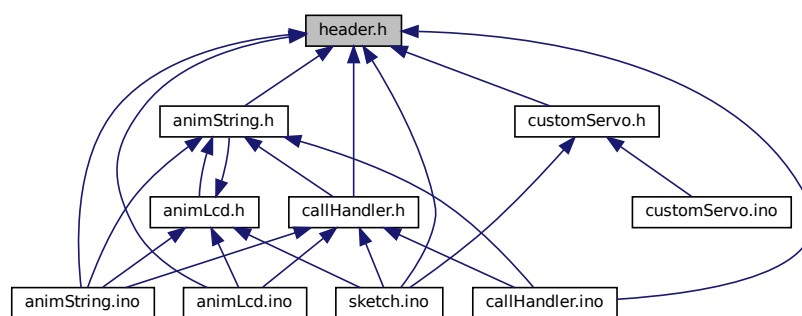 header.h
animString.h
customServo.h
animLcd.h
callHandler.h
customServo.ino
animString.ino
animLcd.ino
sketch.ino
callHandler.ino